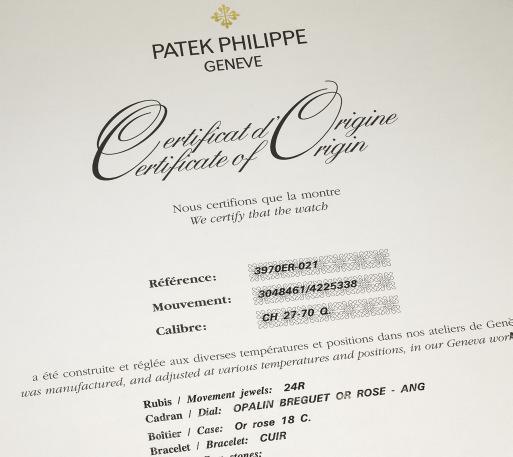 PATEK PHILIPPE
GENEVE
Certificat d'Origine
Certificate of Origin
Nous certifions que la montre
We certify that the watch
Référence: 3970ER-021
Mouvement: 3048461/4225338
Calibre: CH 27-70 Q.
a été construite et réglée aux diverses températures et positions dans nos ateliers de
was manufactured, and adjusted at various temperatures and positions, in our Geneva
Rubis / Movement jewels: 24R
Cadran / Dial: OPALIN BREGUET OR ROSE - ANG
Boîtier / Case: Or rose 18 C.
Bracelet / Bracelet: CUIR